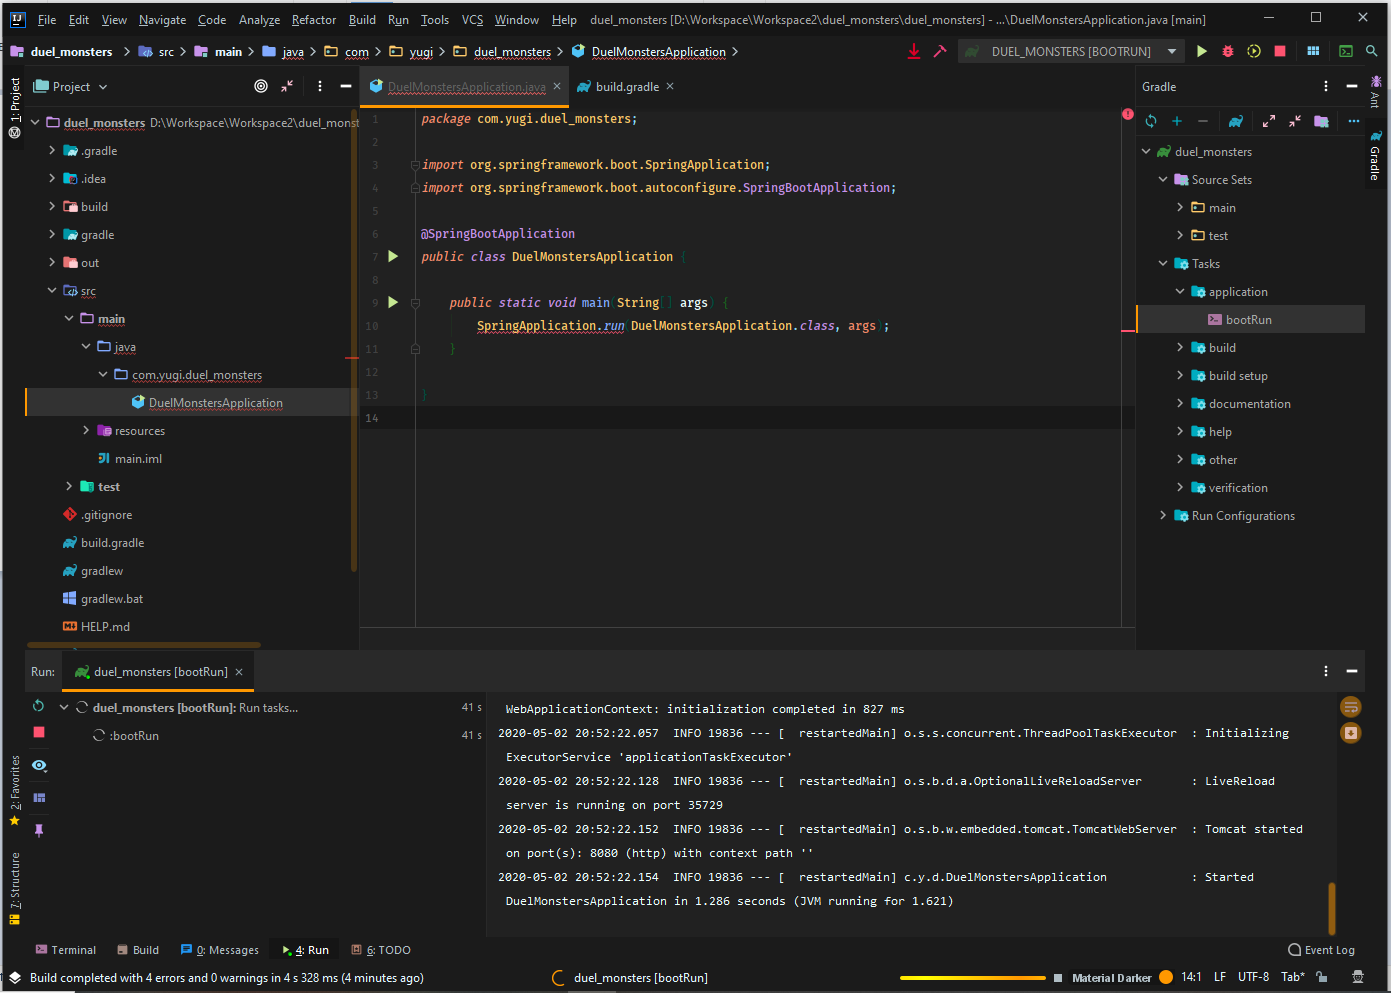 File Edit View Navigate Code Analyze Refactor Build Run Tools VCS Window Help duel_monsters [D:\Workspace\Workspace2\duel_monsters\duel_monsters] - ...\DuelMonstersApplication.java [main]
duel_monsters src main java com yugi duel_monsters DuelMonstersApplication DUEL_MONSTERS [BOOTRUN]
1: Project
Project
DuelMonstersApplication.java
build.gradle
Gradle
Ant
Gradle
duel_monsters D:\Workspace\Workspace2\duel_monst
.gradle
.idea
build
gradle
out
src
main
java
com.yugi.duel_monsters
DuelMonstersApplication
resources
main.iml
test
.gitignore
build.gradle
gradlew
gradlew.bat
HELP.md
1 package com.yugi.duel_monsters;
2
3 import org.springframework.boot.SpringApplication;
4 import org.springframework.boot.autoconfigure.SpringBootApplication;
5
6 @SpringBootApplication
7 public class DuelMonstersApplication {
8
9 public static void main(String[] args) {
10 SpringApplication.run(DuelMonstersApplication.class, args);
11 }
12
13 }
14
duel_monsters
Source Sets
main
test
Tasks
application
bootRun
build
build setup
documentation
help
other
verification
Run Configurations
Run: duel_monsters [bootRun]
duel_monsters [bootRun]: Run tasks... 41 s
:bootRun 41 s
WebApplicationContext: initialization completed in 827 ms
2020-05-02 20:52:22.057 INFO 19836 --- [ restartedMain] o.s.s.concurrent.ThreadPoolTaskExecutor : Initializing
ExecutorService 'applicationTaskExecutor'
2020-05-02 20:52:22.128 INFO 19836 --- [ restartedMain] o.s.b.d.a.OptionalLiveReloadServer : LiveReload
server is running on port 35729
2020-05-02 20:52:22.152 INFO 19836 --- [ restartedMain] o.s.b.w.embedded.tomcat.TomcatWebServer : Tomcat started
on port(s): 8080 (http) with context path ''
2020-05-02 20:52:22.154 INFO 19836 --- [ restartedMain] c.y.d.DuelMonstersApplication : Started
DuelMonstersApplication in 1.286 seconds (JVM running for 1.621)
2: Favorites
7: Structure
Terminal Build 0: Messages 4: Run 6: TODO Event Log
Build completed with 4 errors and 0 warnings in 4 s 328 ms (4 minutes ago) duel_monsters [bootRun] Material Darker 14:1 LF UTF-8 Tab*